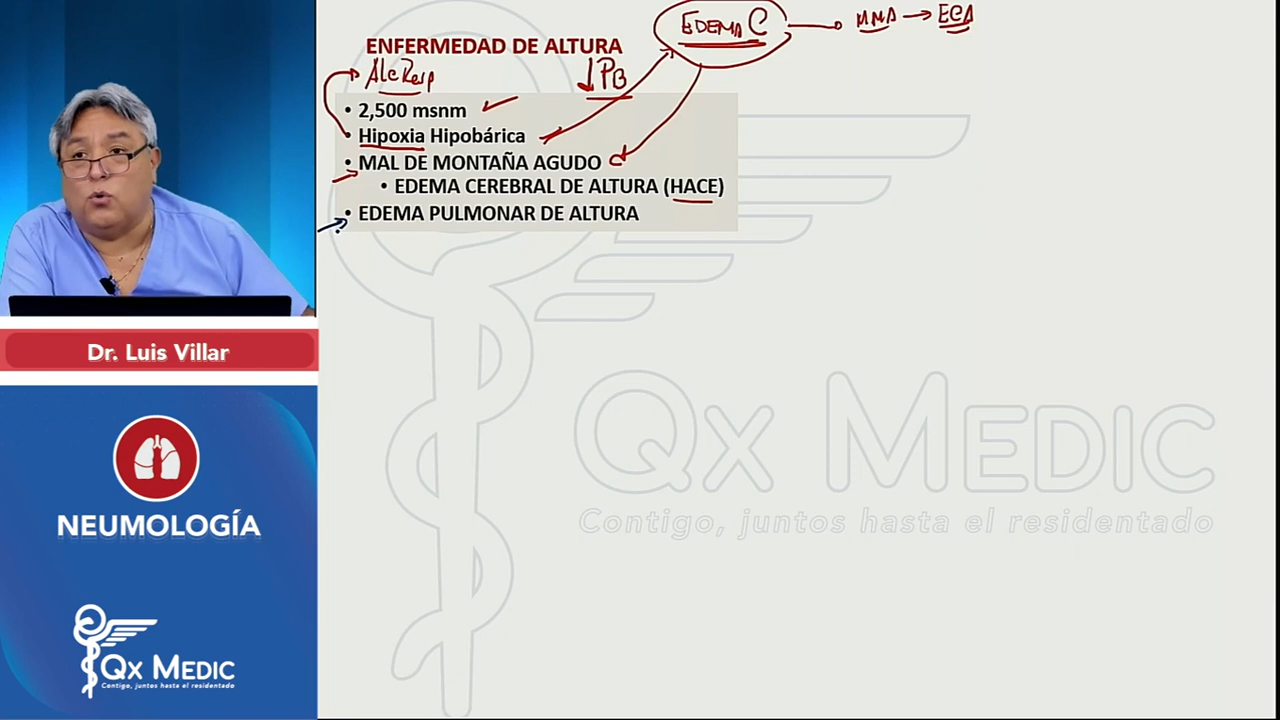 EDEMA C
MMA → ECA
ENFERMEDAD DE ALTURA
Alc Resp
↓PB
• 2,500 msnm
• Hipoxia Hipobárica
• MAL DE MONTAÑA AGUDO
• EDEMA CEREBRAL DE ALTURA (HACE)
• EDEMA PULMONAR DE ALTURA
Dr. Luis Villar
NEUMOLOGÍA
QX MEDIC
Contigo, juntos hasta el residentado
QX MEDIC
Contigo, juntos hasta el residentado